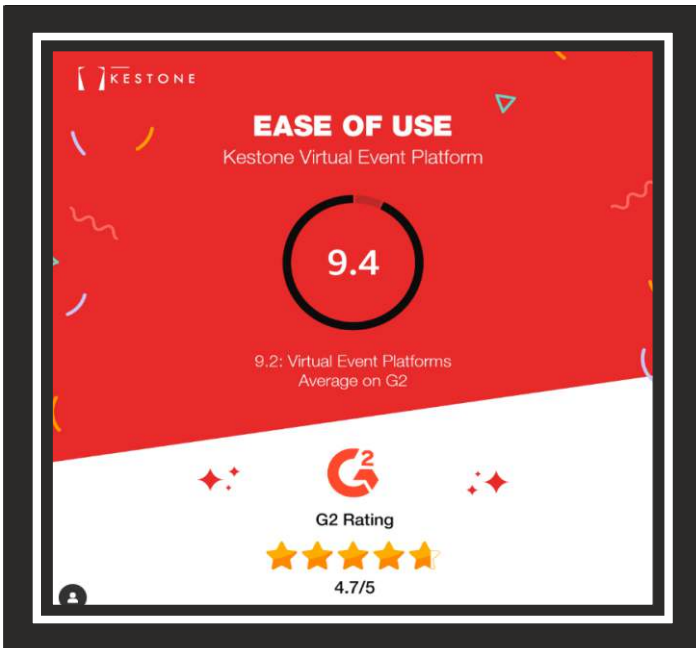 KESTONE
EASE OF USE
Kestone Virtual Event Platform
9.4
9.2: Virtual Event Platforms
Average on G2
G2
G2 Rating
4.7/5